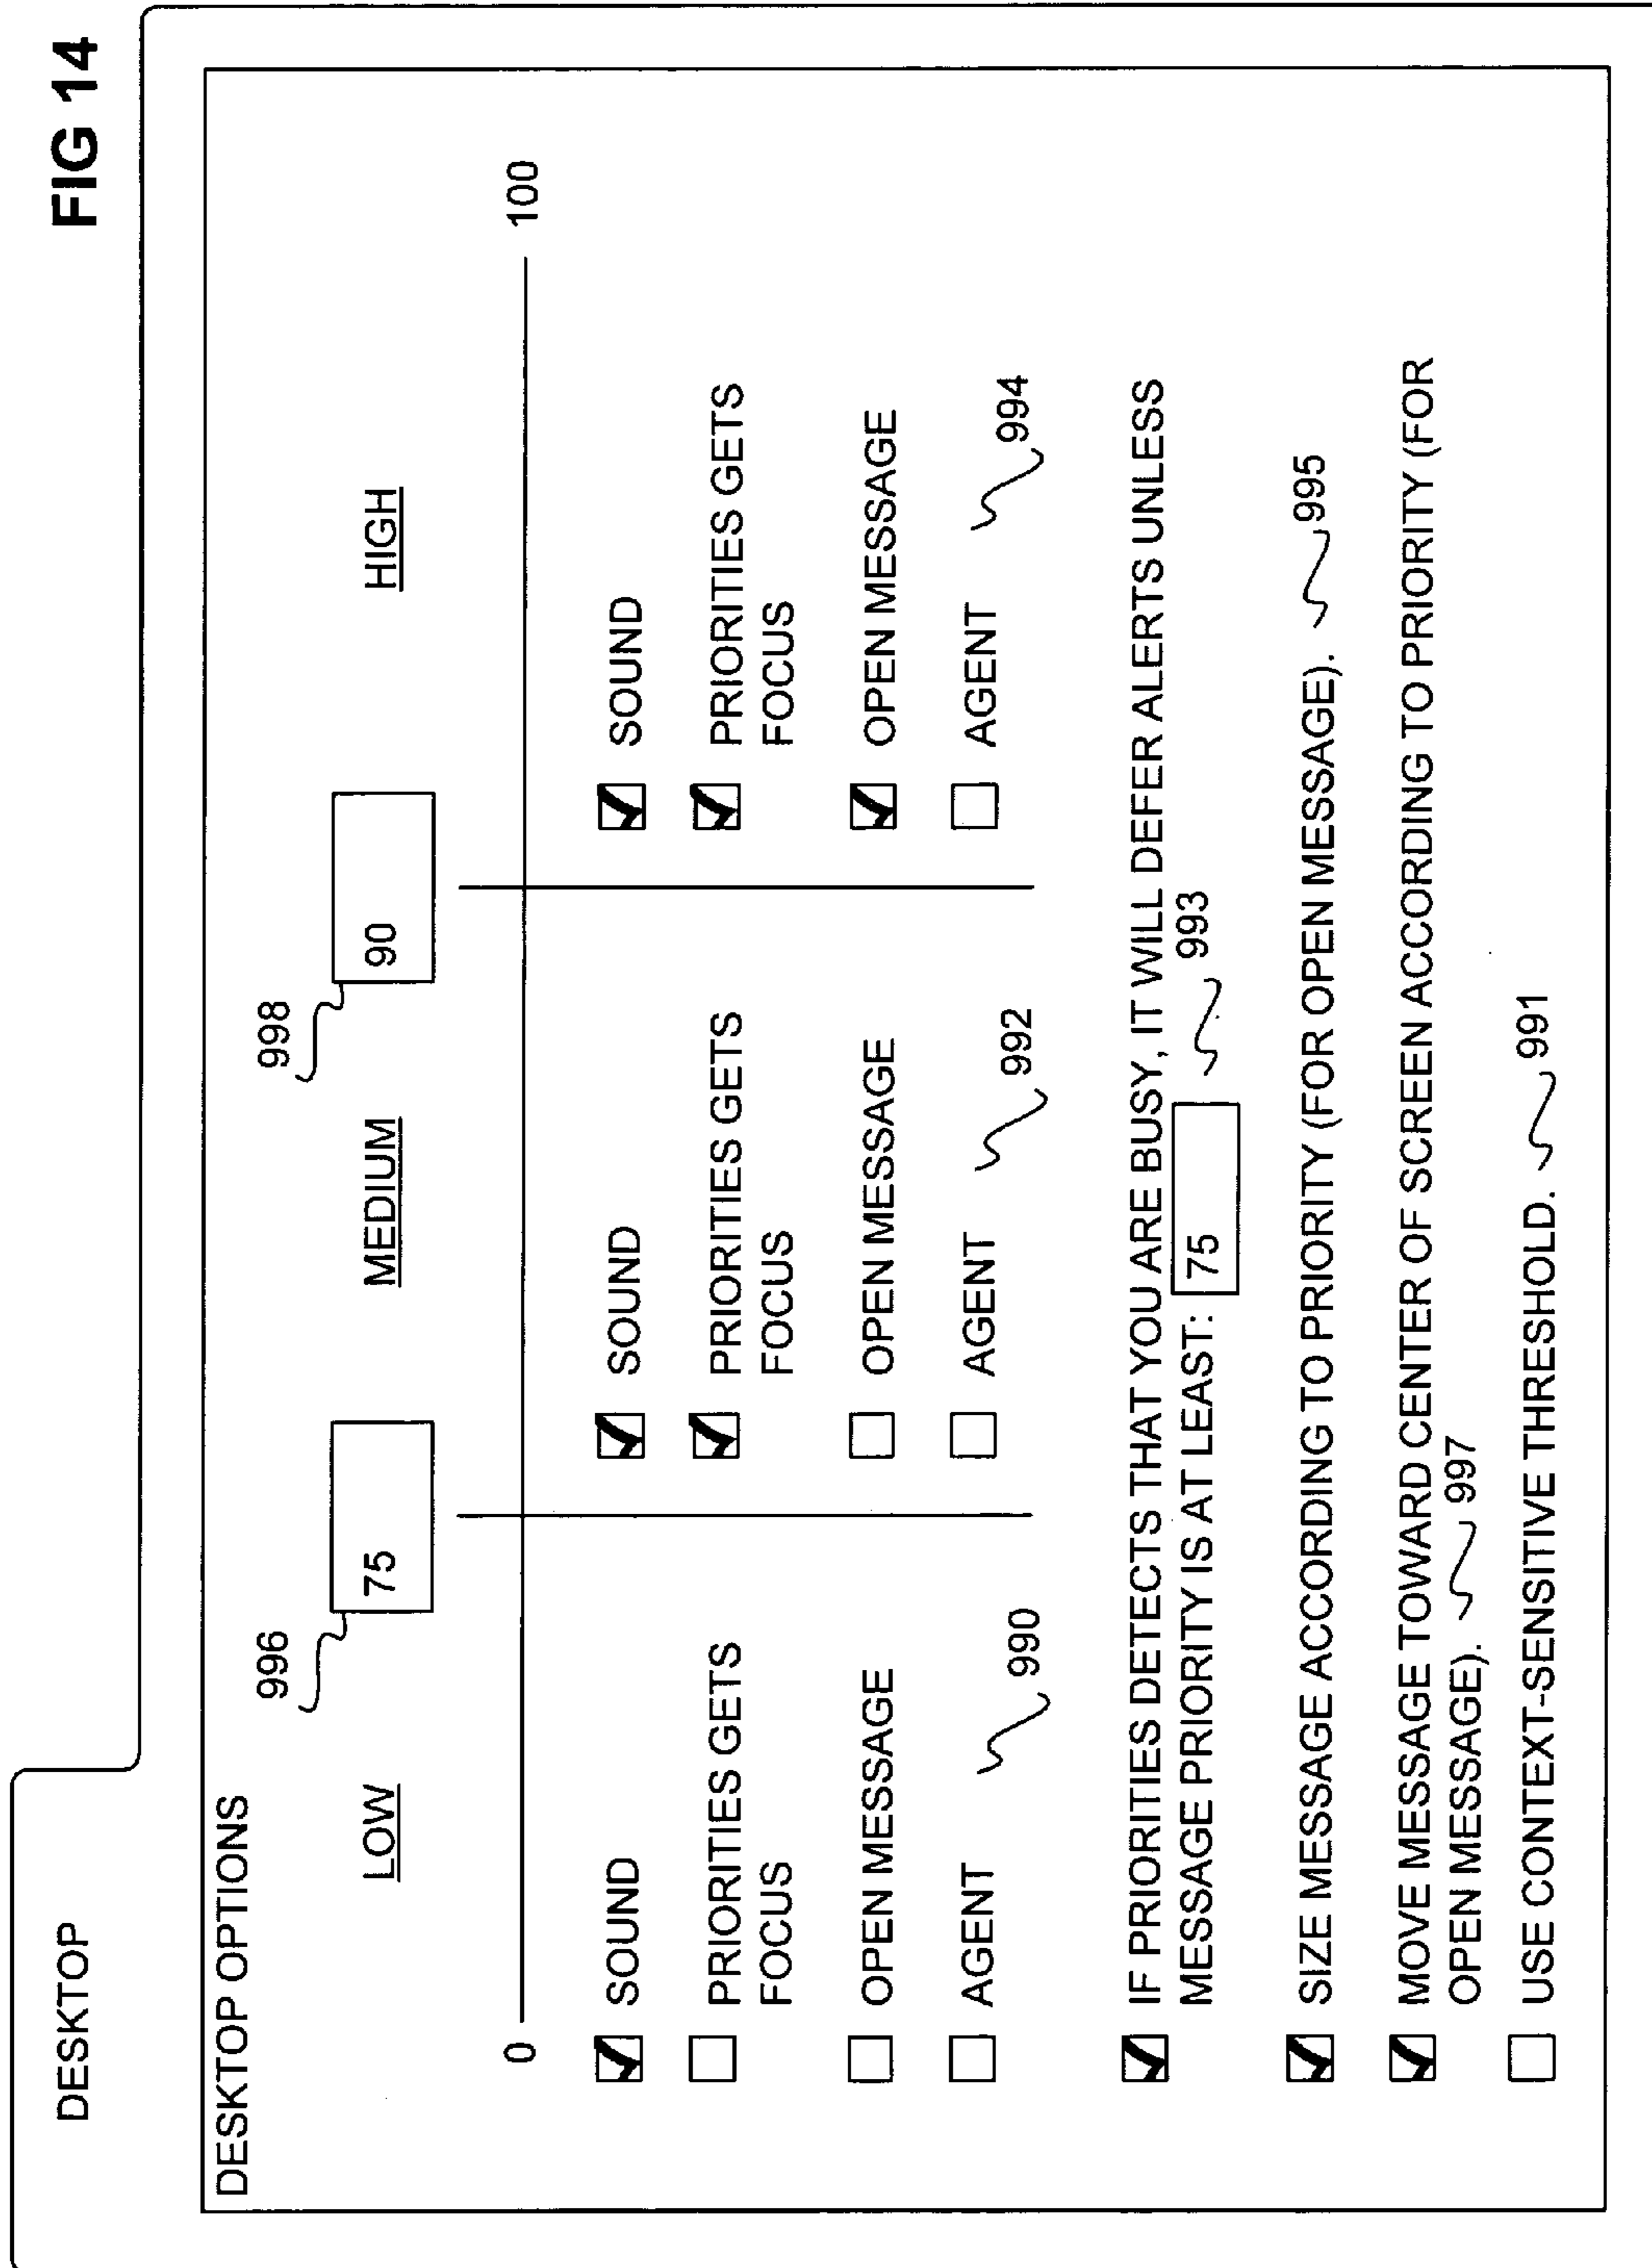 FIG 14
DESKTOP
DESKTOP OPTIONS
996
998
LOW
75
MEDIUM
90
HIGH
0
100
SOUND
PRIORITIES GETS
FOCUS
OPEN MESSAGE
AGENT
990
SOUND
PRIORITIES GETS
FOCUS
OPEN MESSAGE
AGENT
992
SOUND
PRIORITIES GETS
FOCUS
OPEN MESSAGE
AGENT
994
IF PRIORITIES DETECTS THAT YOU ARE BUSY, IT WILL DEFER ALERTS UNLESS
MESSAGE PRIORITY IS AT LEAST: 75 993
SIZE MESSAGE ACCORDING TO PRIORITY (FOR OPEN MESSAGE). 995
MOVE MESSAGE TOWARD CENTER OF SCREEN ACCORDING TO PRIORITY (FOR
OPEN MESSAGE). 997
USE CONTEXT-SENSITIVE THRESHOLD. 991